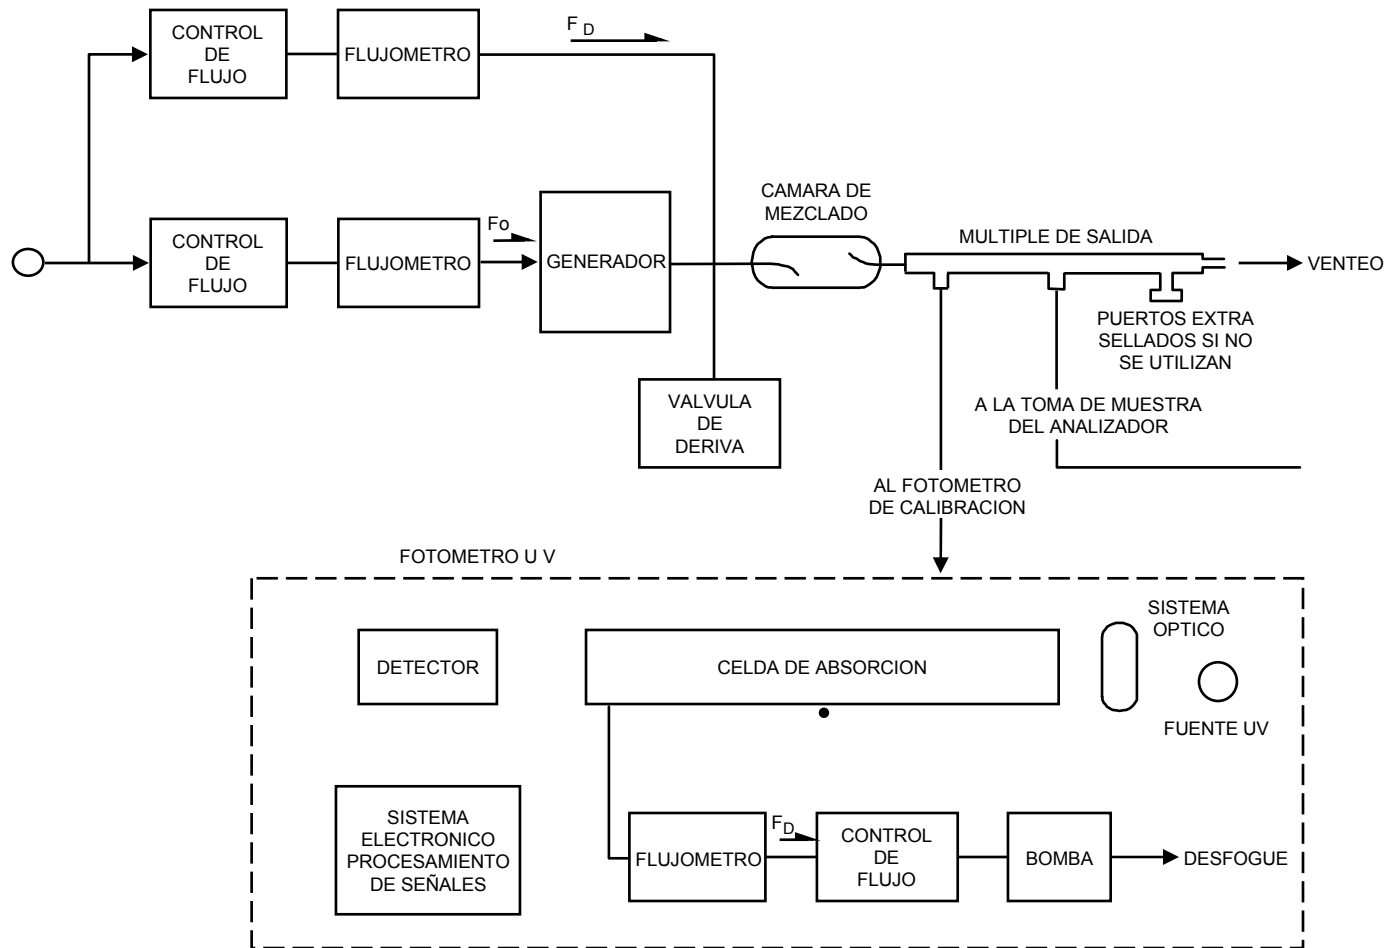 CONTROL
DE
FLUJO
FLUJOMETRO
F D
CONTROL
DE
FLUJO
FLUJOMETRO
Fo
GENERADOR
CAMARA DE
MEZCLADO
MULTIPLE DE SALIDA
VENTEO
PUERTOS EXTRA
SELLADOS SI NO
SE UTILIZAN
VALVULA
DE
DERIVA
A LA TOMA DE MUESTRA
DEL ANALIZADOR
AL FOTOMETRO
DE CALIBRACION
FOTOMETRO U V
DETECTOR
CELDA DE ABSORCION
SISTEMA
OPTICO
FUENTE UV
SISTEMA
ELECTRONICO
PROCESAMIENTO
DE SEÑALES
FLUJOMETRO
FD
CONTROL
DE
FLUJO
BOMBA
DESFOGUE